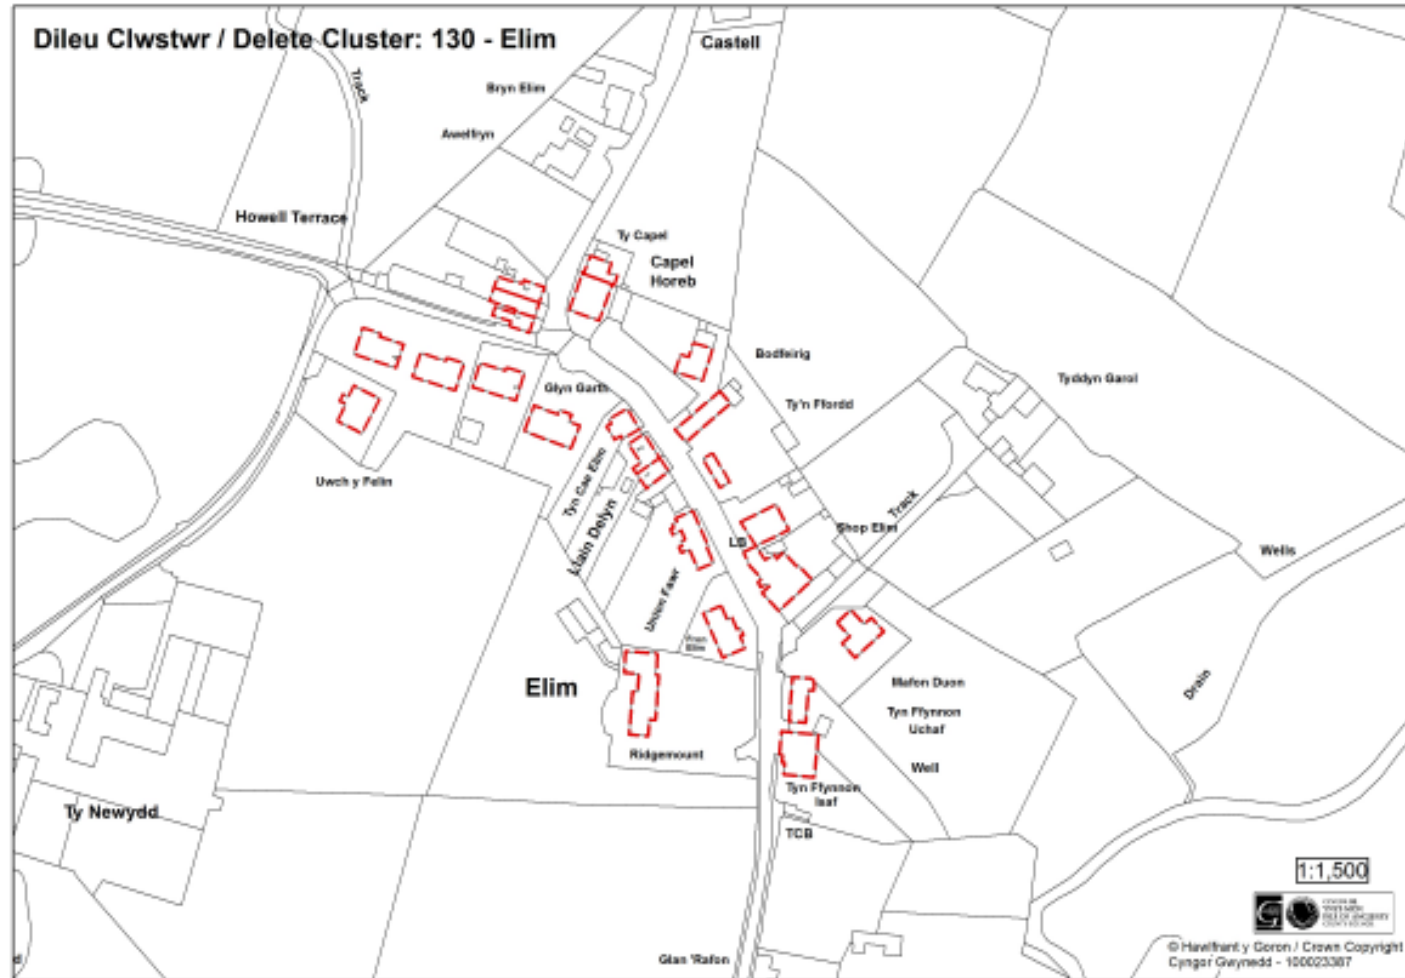 Dileu Clwstwr / Delete Cluster: 130 - Elim
Castell
Track
Bryn Elim
Awelfryn
Howell Terrace
Ty Capel
Capel
Horeb
Bodfeirig
Glyn Garth
Ty'n Ffordd
Tyddyn Garol
Uwch y Felin
Tyn Cae Elim
Llain Delyn
Track
Shop Elim
LB
Wells
Union Fawr
Elim
Elim
Mafon Duon
Tyn Ffynnon
Uchaf
Drain
Ridgemount
Well
Tyn Ffynnon
Isaf
Ty Newydd
TCB
1:1,500
Glan 'Rafon
© Hawlfraint y Goron / Crown Copyright
Cyngor Gwynedd - 100023387